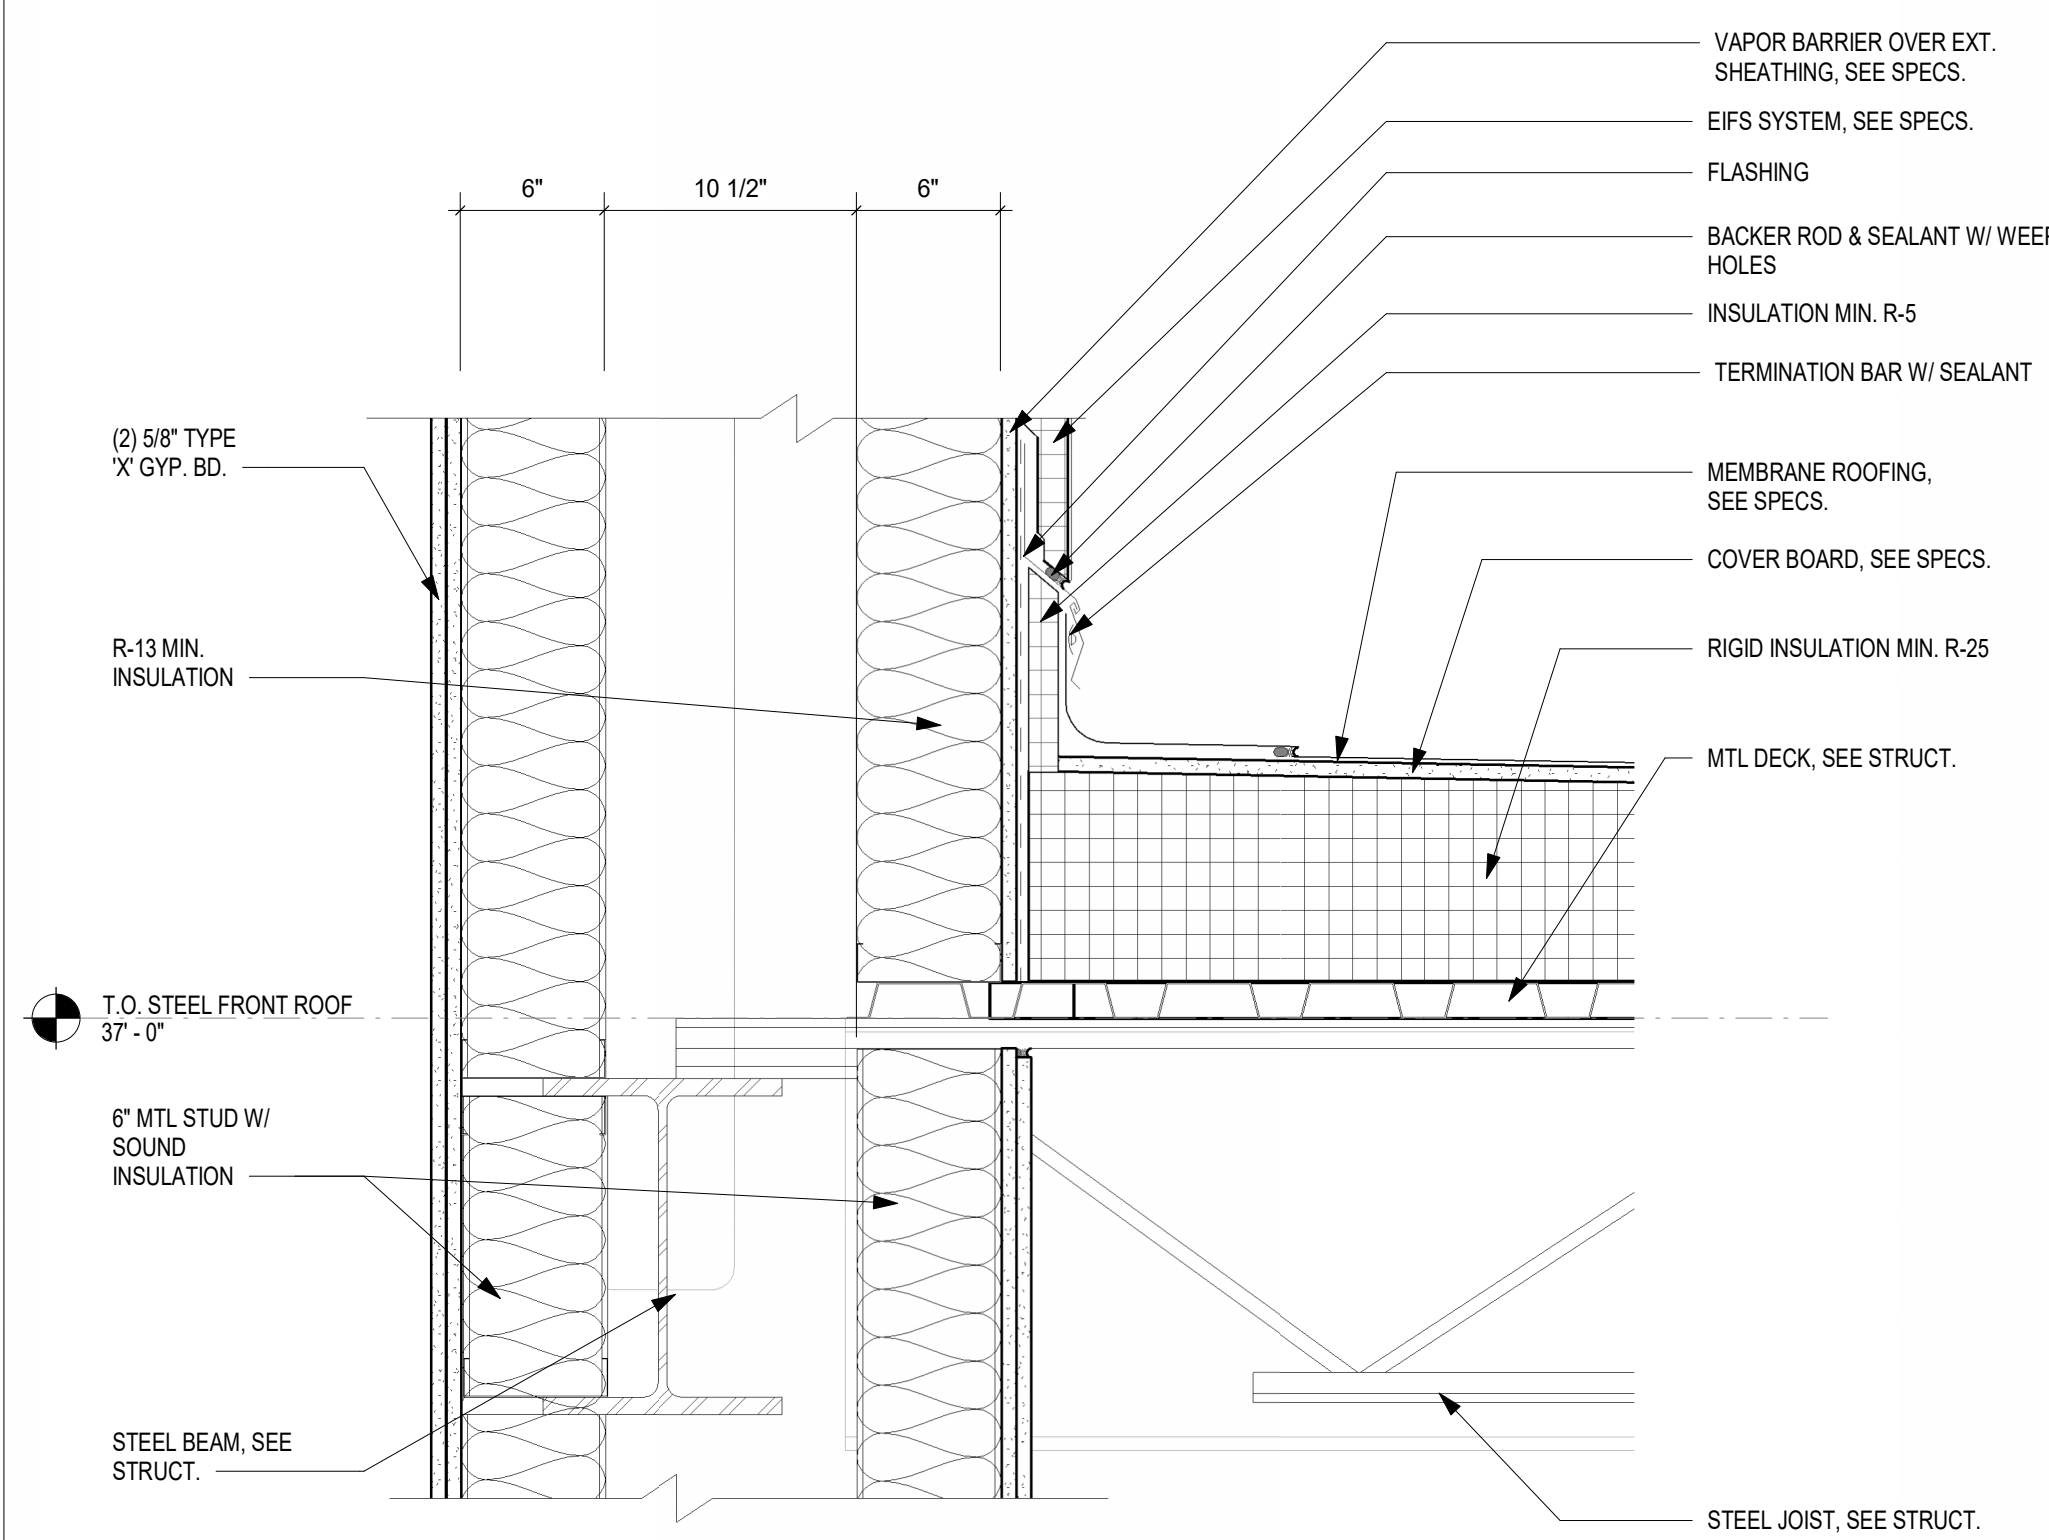 6"
10 1/2"
6"
VAPOR BARRIER OVER EXT.
SHEATHING, SEE SPECS.
EIFS SYSTEM, SEE SPECS.
FLASHING
BACKER ROD & SEALANT W/ WEEP
HOLES
INSULATION MIN. R-5
TERMINATION BAR W/ SEALANT
MEMBRANE ROOFING,
SEE SPECS.
COVER BOARD, SEE SPECS.
RIGID INSULATION MIN. R-25
MTL DECK, SEE STRUCT.
STEEL JOIST, SEE STRUCT.
(2) 5/8" TYPE
'X' GYP. BD.
R-13 MIN.
INSULATION
T.O. STEEL FRONT ROOF
37' - 0"
6" MTL STUD W/
SOUND
INSULATION
STEEL BEAM, SEE
STRUCT.